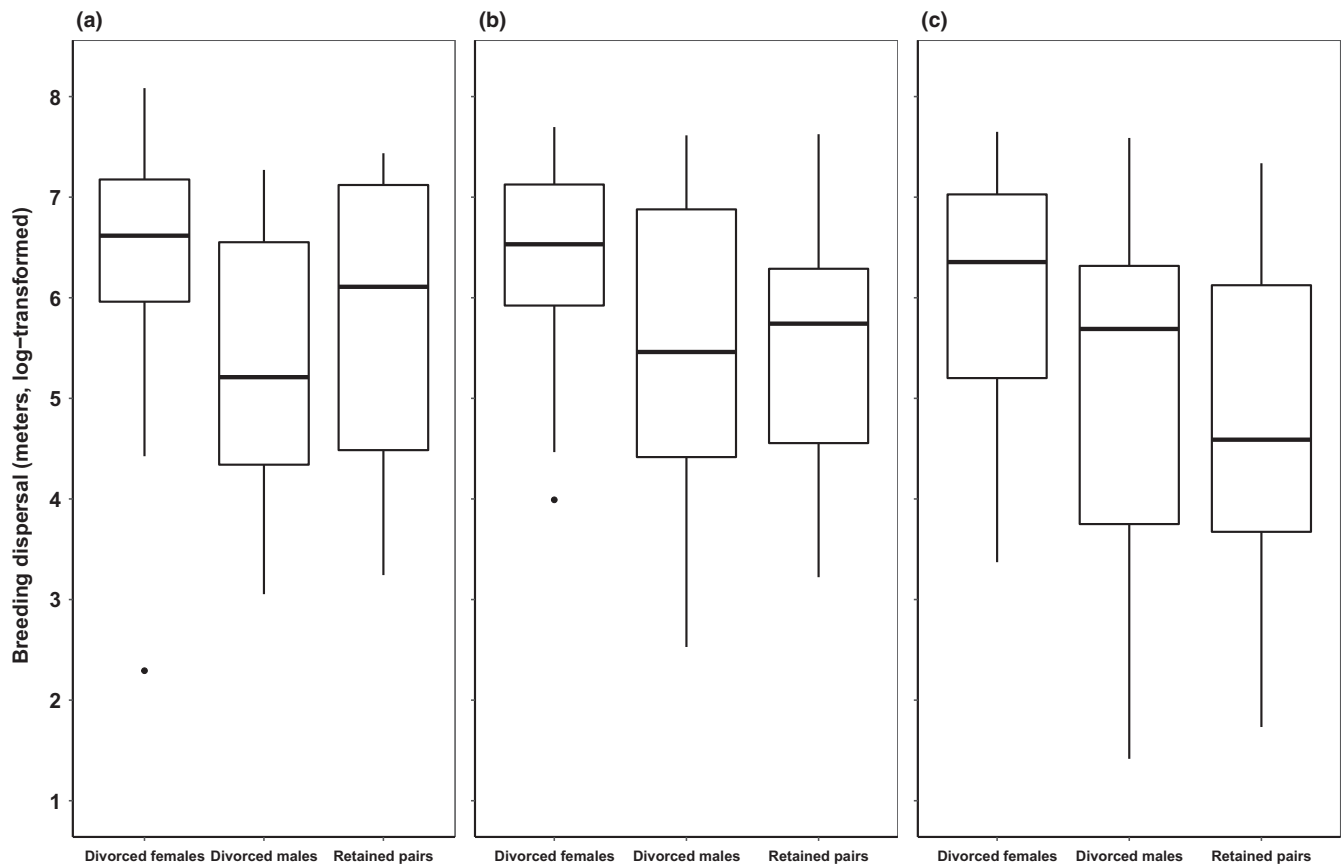 (a) (b) (c)
Breeding dispersal (meters, log-transformed)
8
7
6
5
4
3
2
1
Divorced females Divorced males Retained pairs Divorced females Divorced males Retained pairs Divorced females Divorced males Retained pairs